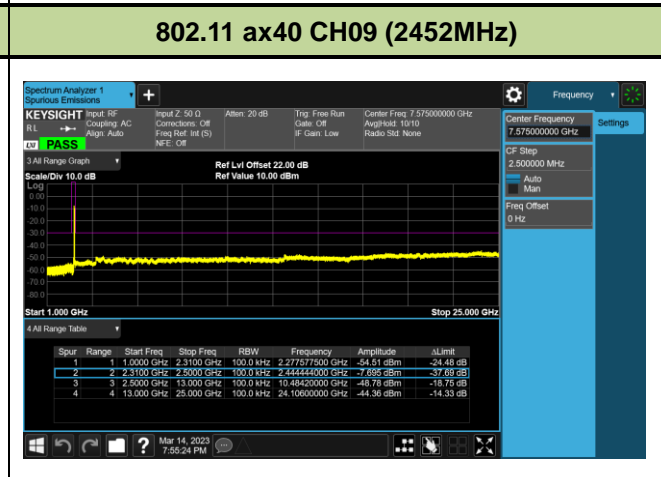 802.11 ax40 CH09 (2452MHz)
Spectrum Analyzer 1
Spurious Emissions
+
Frequency
KEYSIGHT Input: RF Input Z: 50 Ω Atten: 20 dB Trig: Free Run Center Freq: 7.575000000 GHz
RL Coupling: AC Corrections: Off Gate: Off Avg|Hold: 10/10
Align: Auto Freq Ref: Int (S) IF Gain: Low Radio Std: None
LXI PASS NFE: Off
Center Frequency
7.575000000 GHz
Settings
CF Step
2.500000 MHz
Auto
Man
Freq Offset
0 Hz
3 All Range Graph
Ref Lvl Offset 22.00 dB
Scale/Div 10.0 dB Ref Value 10.00 dBm
Log
0.00
-10.0
-20.0
-30.0
-40.0
-50.0
-60.0
-70.0
-80.0
Start 1.000 GHz Stop 25.000 GHz
4 All Range Table
Spur Range Start Freq Stop Freq RBW Frequency Amplitude ΔLimit
1 1 1.0000 GHz 2.3100 GHz 100.0 kHz 2.277577500 GHz -54.51 dBm -24.48 dB
2 2 2.3100 GHz 2.5000 GHz 100.0 kHz 2.444444000 GHz -7.695 dBm -37.69 dB
3 3 2.5000 GHz 13.000 GHz 100.0 kHz 10.48420000 GHz -48.78 dBm -18.75 dB
4 4 13.000 GHz 25.000 GHz 100.0 kHz 24.10600000 GHz -44.36 dBm -14.33 dB
? Mar 14, 2023
7:55:24 PM